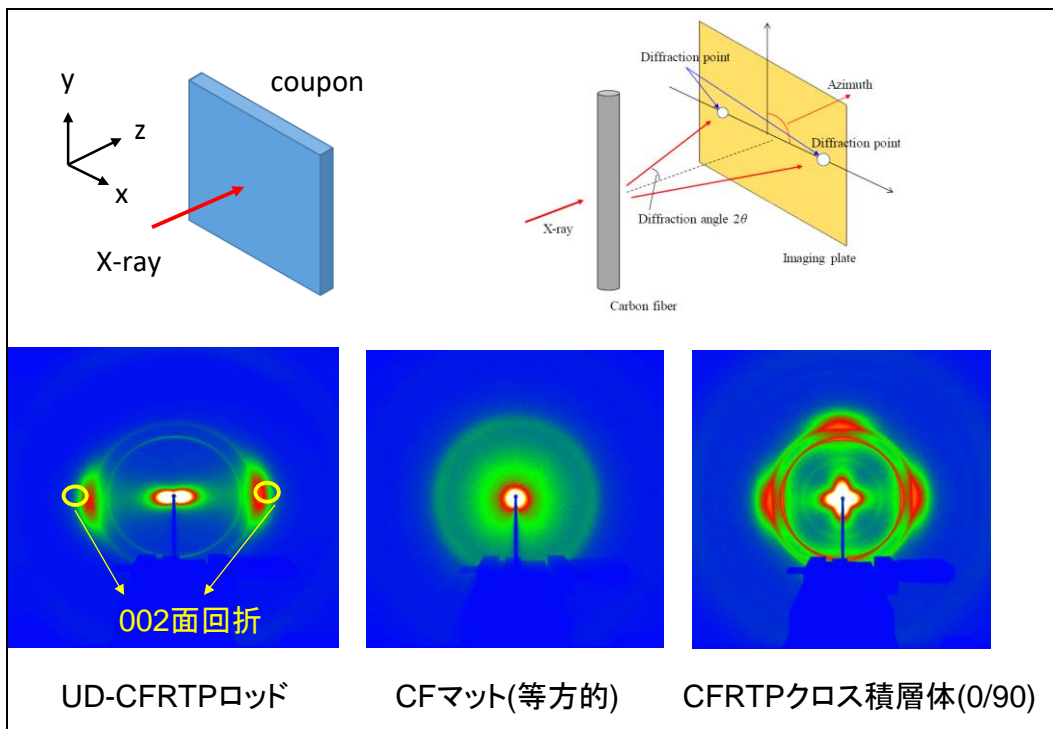 y
z
x
coupon
X-ray
Diffraction point
Azimuth
Diffraction point
Diffraction angle 2θ
X-ray
Imaging plate
Carbon fiber
002面回折
UD-CFRTPロッド
CFマット(等方的)
CFRTPクロス積層体(0/90)